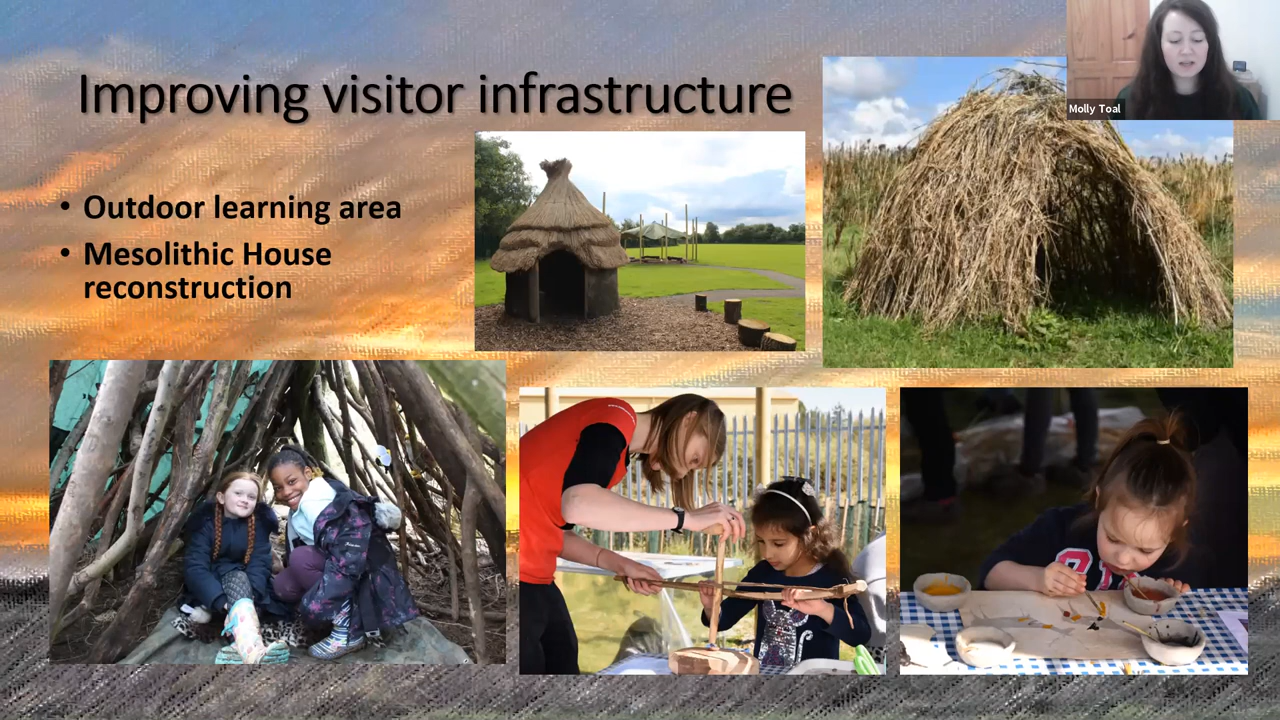 Improving visitor infrastructure
• Outdoor learning area
• Mesolithic House
reconstruction
Molly Toal